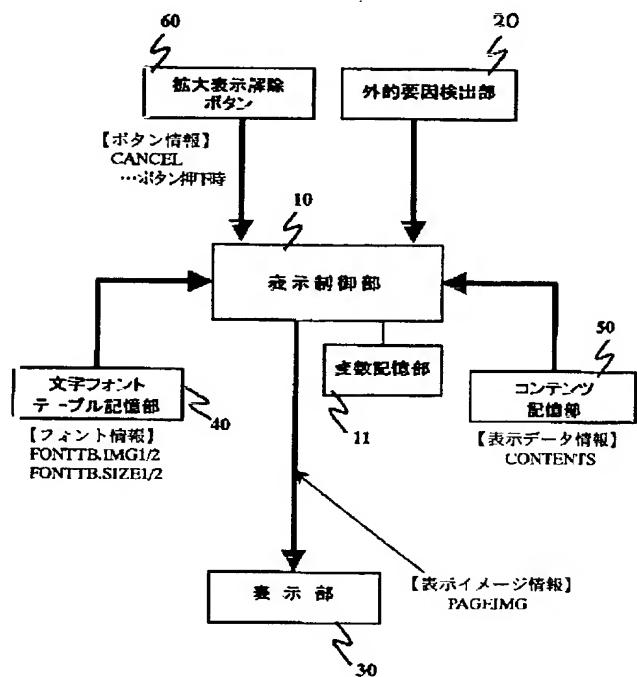 60
20
拡大表示解除
ボタン
外的要因検出部
【ボタン情報】
CANCEL
…ボタン押下時
10
表示制御部
50
変数記憶部
文字フォント
テーブル記憶部
40
11
コンテンツ
記憶部
【フォント情報】
FONTTB.IMG1/2
FONTTB.SIZE1/2
【表示データ情報】
CONTENTS
【表示イメージ情報】
PAGEIMG
表示部
30